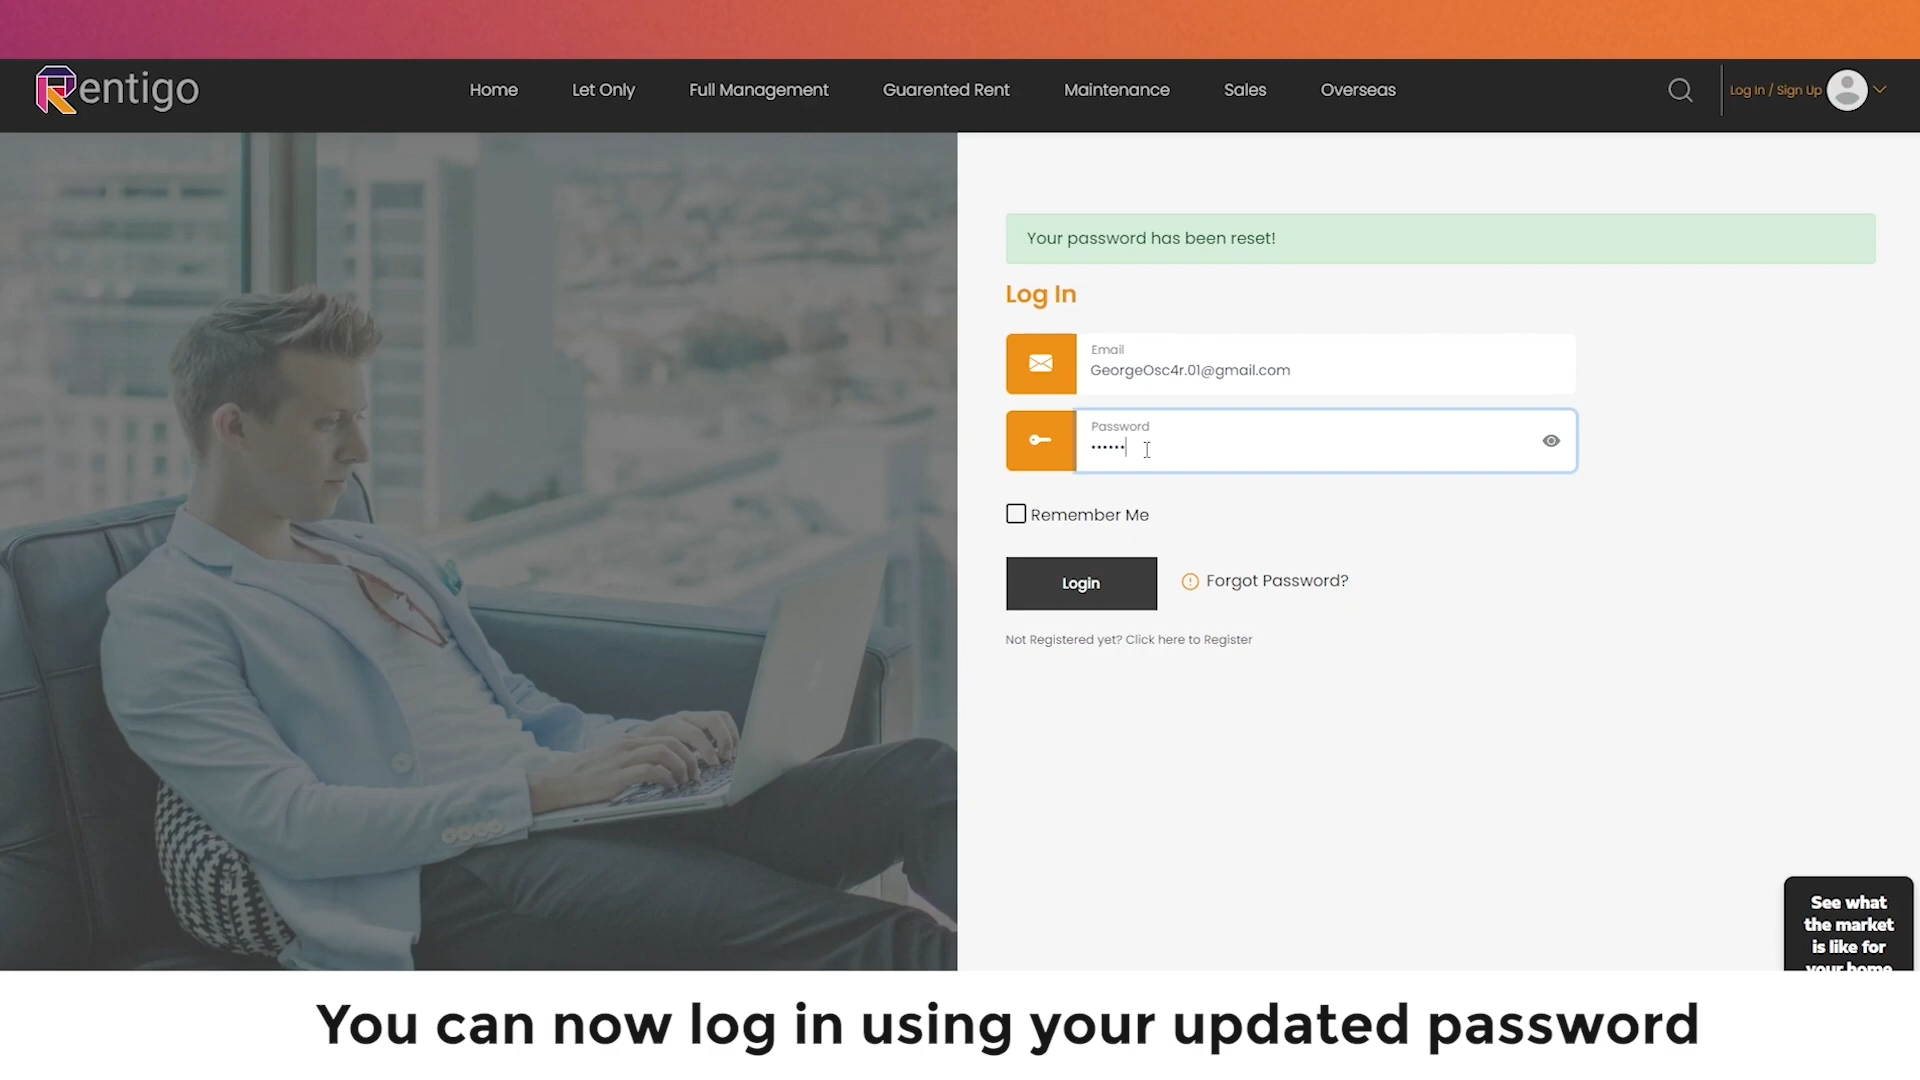 Rentigo
Home
Let Only
Full Management
Guarented Rent
Maintenance
Sales
Overseas
Log In / Sign Up
Your password has been reset!
Log In
Email
GeorgeOsc4r.01@gmail.com
Password
••••••
Remember Me
Login
Forgot Password?
Not Registered yet? Click here to Register
See what
the market
is like for
your home
You can now log in using your updated password